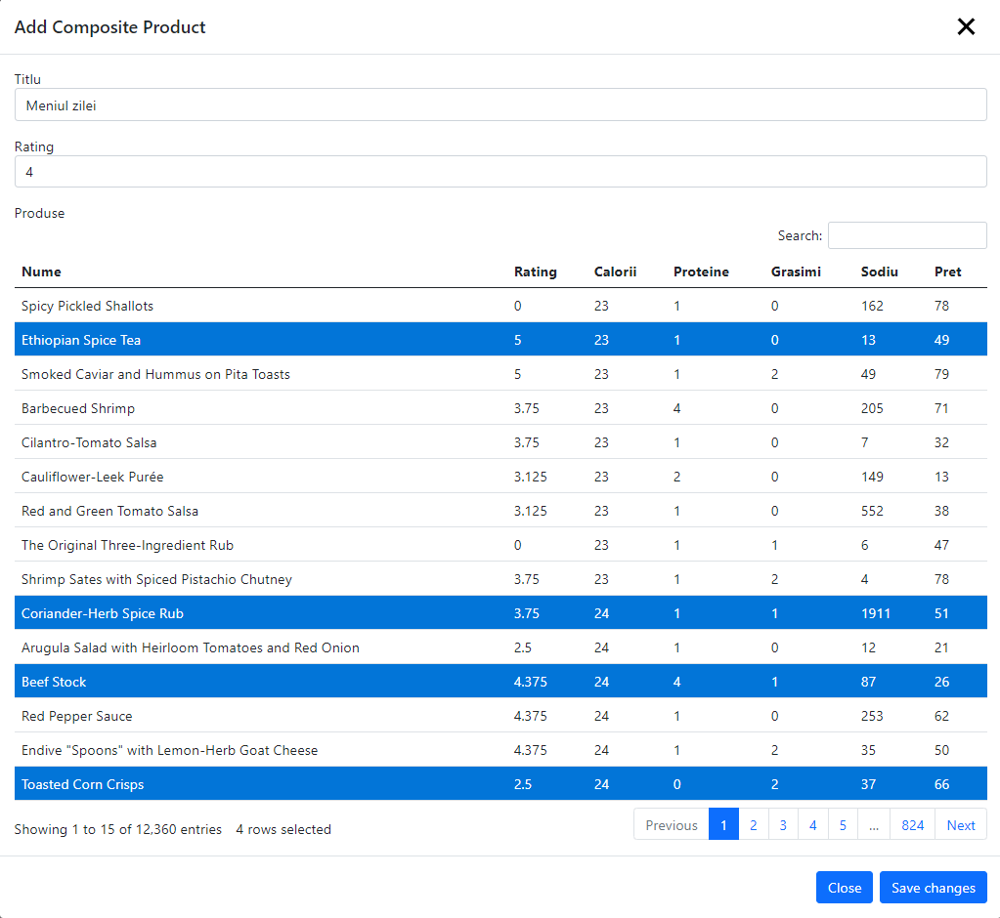 Add Composite Product
Titlu
Meniul zilei
Rating
4
Produse
Search:
Nume Rating Calorii Proteine Grasimi Sodiu Pret
Spicy Pickled Shallots 0 23 1 0 162 78
Ethiopian Spice Tea 5 23 1 0 13 49
Smoked Caviar and Hummus on Pita Toasts 5 23 1 2 49 79
Barbecued Shrimp 3.75 23 4 0 205 71
Cilantro-Tomato Salsa 3.75 23 1 0 7 32
Cauliflower-Leek Purée 3.125 23 2 0 149 13
Red and Green Tomato Salsa 3.125 23 1 0 552 38
The Original Three-Ingredient Rub 0 23 1 1 6 47
Shrimp Sates with Spiced Pistachio Chutney 3.75 23 1 2 4 78
Coriander-Herb Spice Rub 3.75 24 1 1 1911 51
Arugula Salad with Heirloom Tomatoes and Red Onion 2.5 24 1 0 12 21
Beef Stock 4.375 24 4 1 87 26
Red Pepper Sauce 4.375 24 1 0 253 62
Endive "Spoons" with Lemon-Herb Goat Cheese 4.375 24 1 2 35 50
Toasted Corn Crisps 2.5 24 0 2 37 66
Showing 1 to 15 of 12,360 entries 4 rows selected Previous 1 2 3 4 5 ... 824 Next
Close Save changes